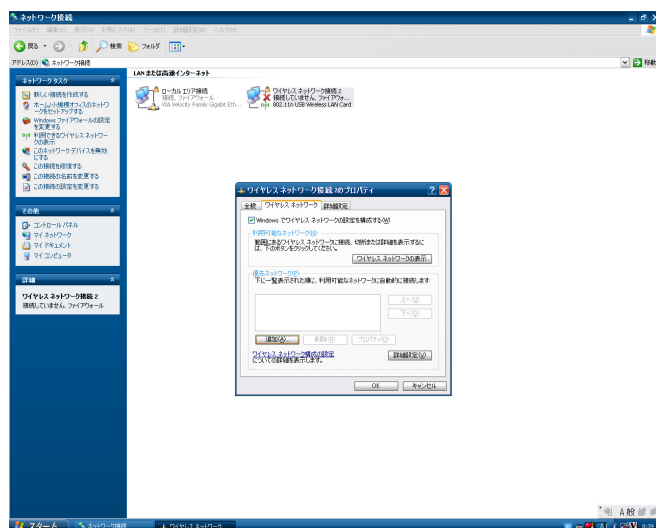 ネットワーク接続
ファイル(F) 編集(E) 表示(V) お気に入り(A) ツール(T) 詳細設定(N) ヘルプ(H)
戻る 検索 フォルダ
アドレス(D) ネットワーク接続 移動
ネットワーク タスク
新しい接続を作成する
ホーム/小規模オフィスのネットワークをセットアップする
Windows ファイアウォールの設定を変更する
利用できるワイヤレス ネットワークの表示
このネットワーク デバイスを無効にする
この接続を修復する
この接続の名前を変更する
この接続の設定を変更する
その他
コントロール パネル
マイ ネットワーク
マイ ドキュメント
マイ コンピュータ
詳細
ワイヤレス ネットワーク接続 2
接続していません、ファイアウォール
LAN または高速インターネット
ローカル エリア接続
接続、ファイアウォール
VIA Velocity Family Gigabit Eth...
ワイヤレス ネットワーク接続 2
接続していません、ファイアウォ...
802.11n USB Wireless LAN Card
ワイヤレス ネットワーク接続 2のプロパティ
全般 ワイヤレス ネットワーク 詳細設定
Windows でワイヤレス ネットワークの設定を構成する(W)
利用可能なネットワーク(N)
範囲にあるワイヤレス ネットワークに接続、切断または詳細を表示するに
は、下のボタンをクリックしてください。
ワイヤレス ネットワークの表示
優先ネットワーク(P)
下に一覧表示された順に、利用可能なネットワークに自動的に接続します
上へ(U)
下へ(D)
追加(A)... 削除(R) プロパティ(O)
ワイヤレス ネットワーク構成の設定
についての詳細を表示します。
詳細設定(V)
OK キャンセル
A 般
スタート ネットワーク接続 ワイヤレス ネットワーク... 8:39